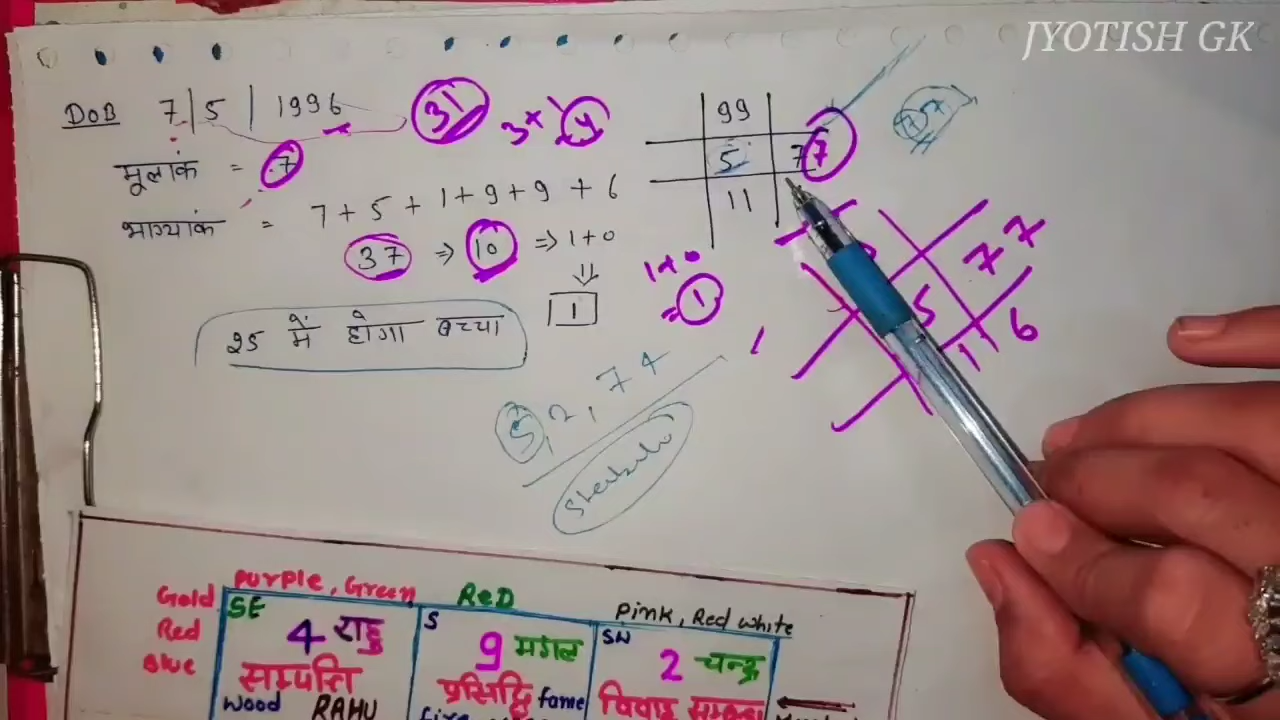 JYOTISH GK
DOB 7|5|1996
31
3 × 4
मूलांक = 7
भाग्यांक = 7+5+1+9+9+6
37 ⇒ 10 ⇒ 1+0
⇓
1
1+0
= 1
99
5 77
11
25 में होगा बच्चा
5, 2, 7 4
77
5
1 11 6
Purple, Green
ReD
Pink, Red white
Gold
Red
Blue
SE
4 राहु
सम्पत्ति
Wood RAHU
S
9 मंगल
प्रसिद्धि fame
SW
2 चन्द्र
विवाह